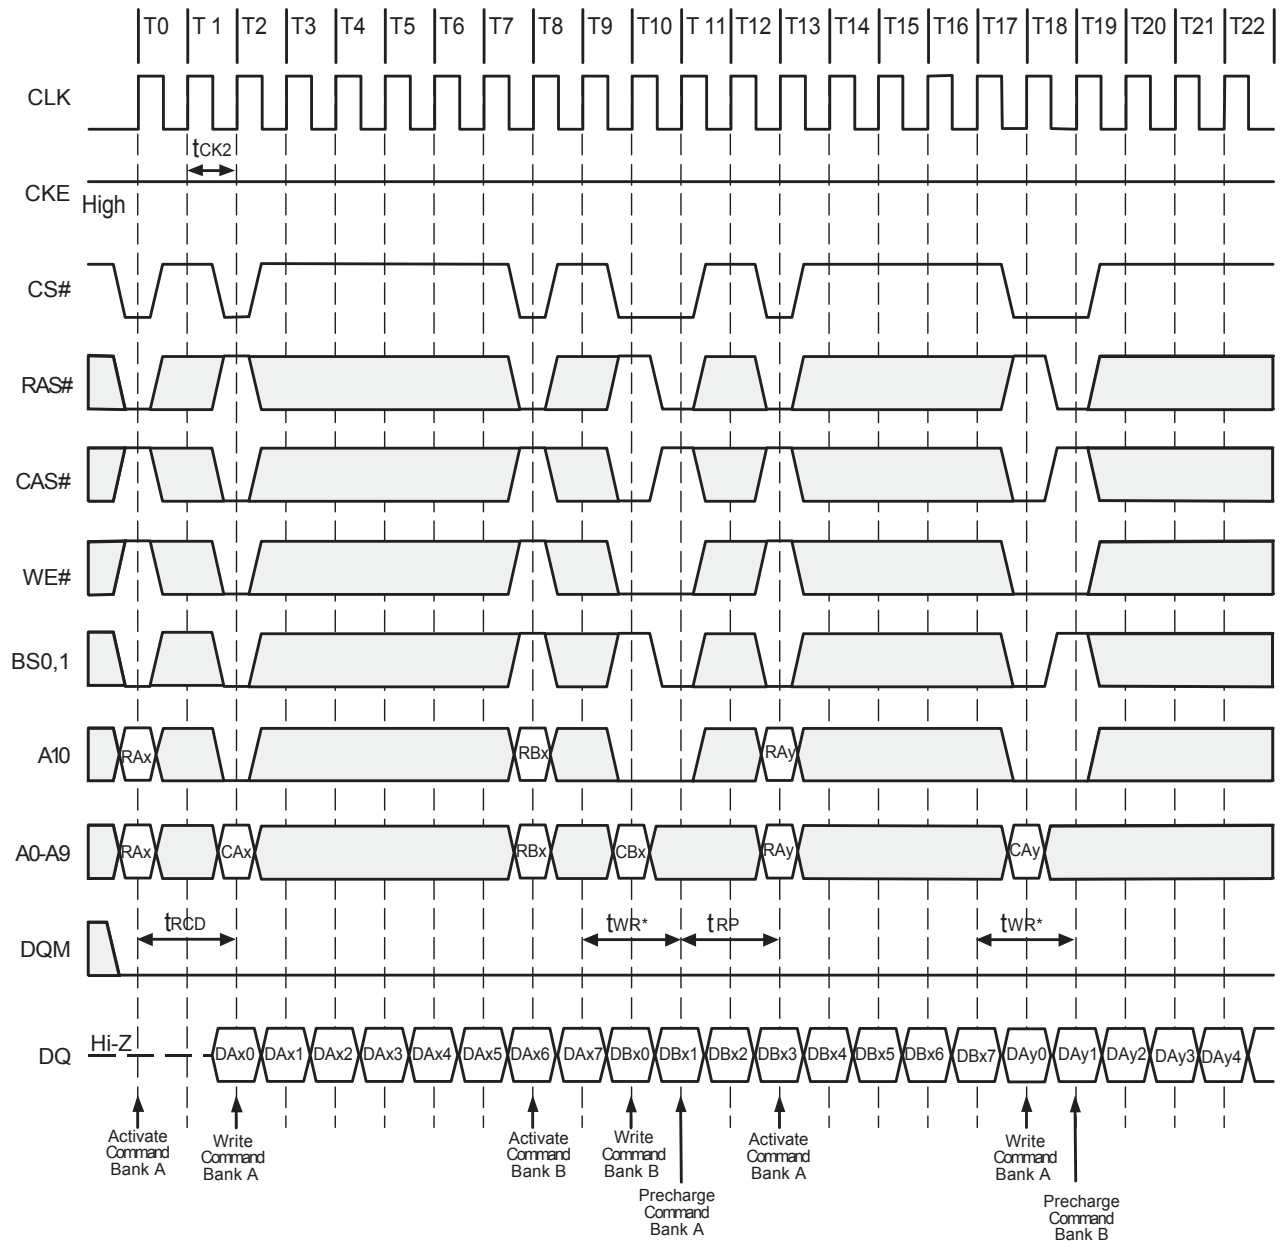 T0 T 1 T2 T3 T4 T5 T6 T7 T8 T9 T10 T 11 T12 T13 T14 T15 T16 T17 T18 T19 T20 T21 T22
CLK
tCK2
CKE
High
CS#
RAS#
CAS#
WE#
BS0,1
A10 RAx RBx RAy
A0-A9 RAx CAx RBx CBx RAy CAy
DQM tRCD tWR* tRP tWR*
DQ Hi-Z DAx0 DAx1 DAx2 DAx3 DAx4 DAx5 DAx6 DAx7 DBx0 DBx1 DBx2 DBx3 DBx4 DBx5 DBx6 DBx7 DAy0 DAy1 DAy2 DAy3 DAy4
Activate
Command
Bank A
Write
Command
Bank A
Activate
Command
Bank B
Write
Command
Bank B
Precharge
Command
Bank A
Activate
Command
Bank A
Write
Command
Bank A
Precharge
Command
Bank B